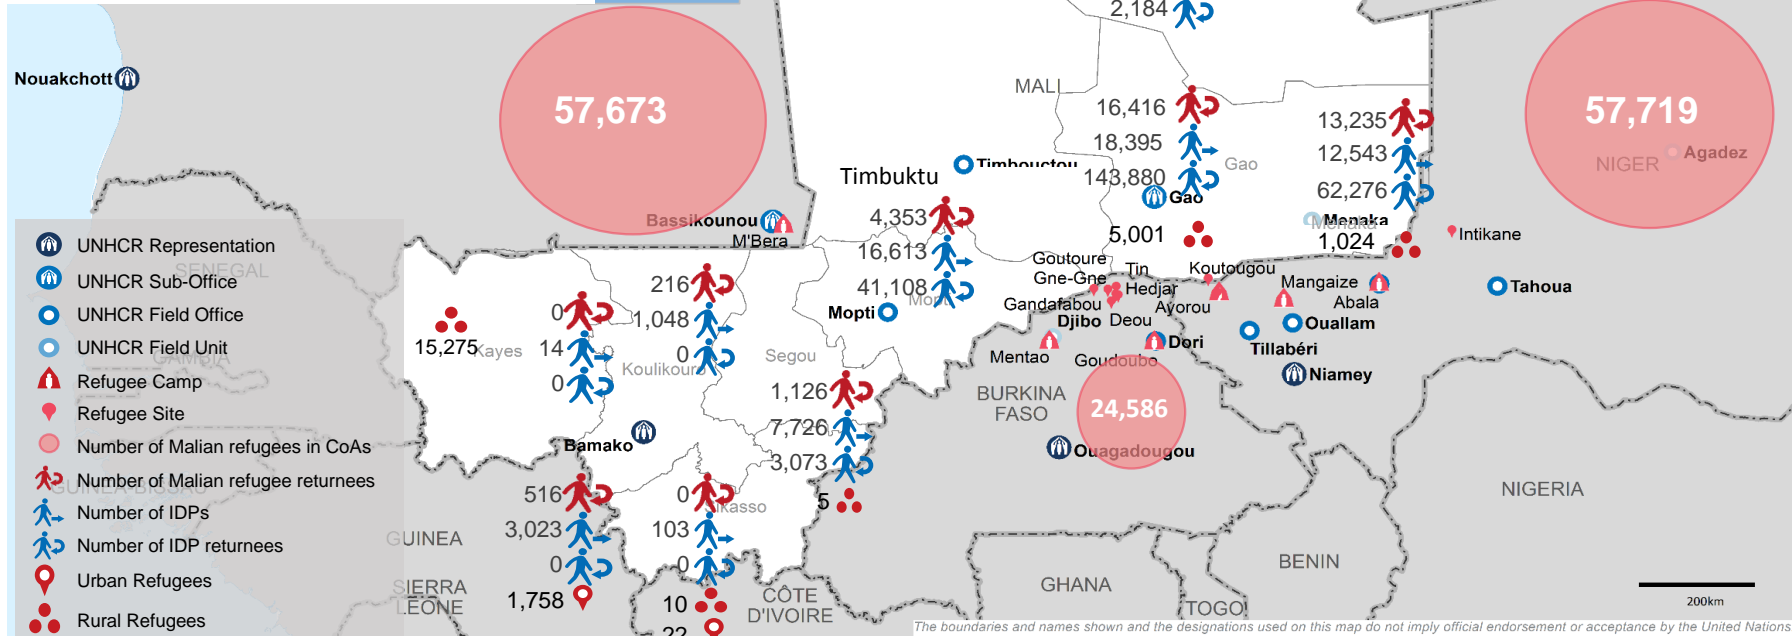 2,184
Nouakchott
57,673
MALI
16,416
18,395
143,880
Gao
Gao
5,001
13,235
12,543
62,276
Menaka
Menaka
1,024
57,719
NIGER
Agadez
Timbouctou
Timbuktu
4,353
16,613
41,108
Mopti
Bassikounou
M'Bera
Intikane
Goutoure
Gne-Gne
Tin
Hedjar
Koutougou
Mangaize
Abala
Tahoua
Gandafabou
Djibo
Deou
Ayorou
Mentao
Goudoubo
Dori
Ouallam
Tillabéri
Niamey
UNHCR Representation
SENEGAL
UNHCR Sub-Office
UNHCR Field Office
UNHCR Field Unit
GAMBIA
Refugee Camp
Refugee Site
Number of Malian refugees in CoAs
Number of Malian refugee returnees
GUINEA-BISSAU
Number of IDPs
Number of IDP returnees
Urban Refugees
Rural Refugees
15,275
Kayes
0
14
0
216
1,048
0
Koulikouro
Segou
1,126
7,726
3,073
5
Bamako
BURKINA
FASO
24,586
Ouagadougou
516
3,023
0
1,758
0
Sikasso
103
0
10
22
GUINEA
SIERRA
LEONE
CÔTE
D'IVOIRE
GHANA
TOGO
BENIN
NIGERIA
200km
The boundaries and names shown and the designations used on this map do not imply official endorsement or acceptance by the United Nation